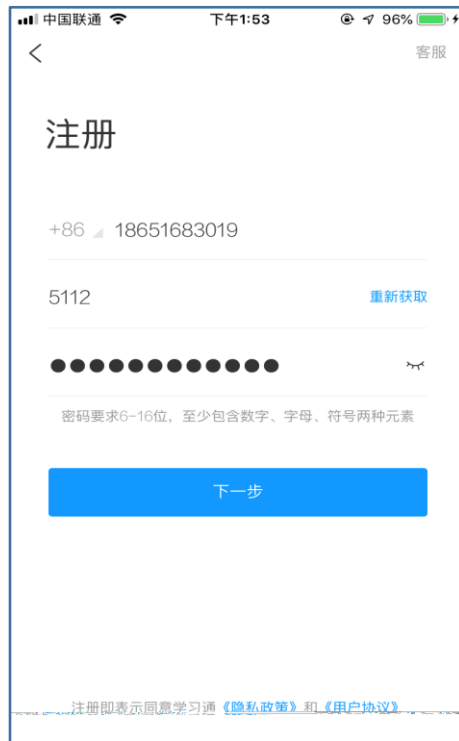 中国联通 下午1:53 96%
客服
注册
+86 18651683019
5112 重新获取
●●●●●●●●●●●●
密码要求6-16位，至少包含数字、字母、符号两种元素
下一步
注册即表示同意学习通《隐私政策》和《用户协议》